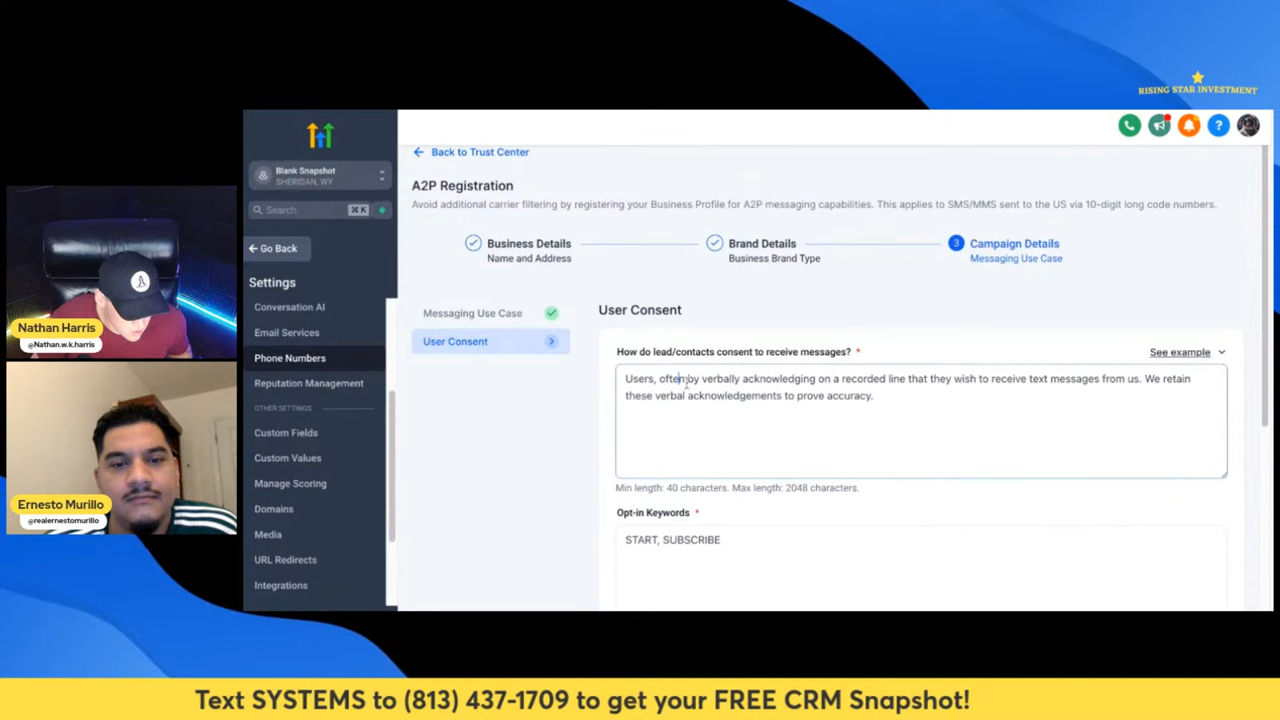 RISING STAR INVESTMENT
Blank Snapshot
SHERIDAN, WY
Search
⌘ K
Go Back
Settings
Conversation AI
Email Services
Phone Numbers
Reputation Management
OTHER SETTINGS
Custom Fields
Custom Values
Manage Scoring
Domains
Media
URL Redirects
Integrations
Back to Trust Center
A2P Registration
Avoid additional carrier filtering by registering your Business Profile for A2P messaging capabilities. This applies to SMS/MMS sent to the US via 10-digit long code numbers.
Business Details
Name and Address
Brand Details
Business Brand Type
3
Campaign Details
Messaging Use Case
Messaging Use Case
User Consent
User Consent
How do lead/contacts consent to receive messages? *
See example
Users, often by verbally acknowledging on a recorded line that they wish to receive text messages from us. We retain
these verbal acknowledgements to prove accuracy.
Min length: 40 characters. Max length: 2048 characters.
Opt-in Keywords *
START, SUBSCRIBE
Nathan Harris
@Nathan.w.k.harris
Ernesto Murillo
@realernestomurillo
Text SYSTEMS to (813) 437-1709 to get your FREE CRM Snapshot!